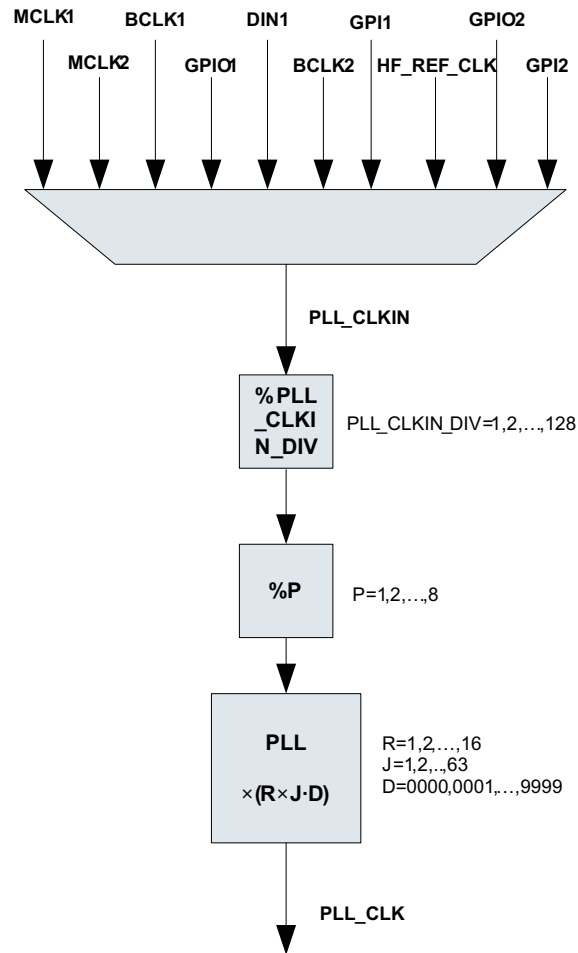 MCLK1 BCLK1 DIN1 GPI1 GPIO2
MCLK2 GPIO1 BCLK2 HF_REF_CLK GPI2
PLL_CLKIN
%PLL
_CLKI
N_DIV
PLL_CLKIN_DIV=1,2,…,128
%P
P=1,2,…,8
PLL
×(R×J·D)
R=1,2,…,16
J=1,2,..,63
D=0000,0001,…,9999
PLL_CLK